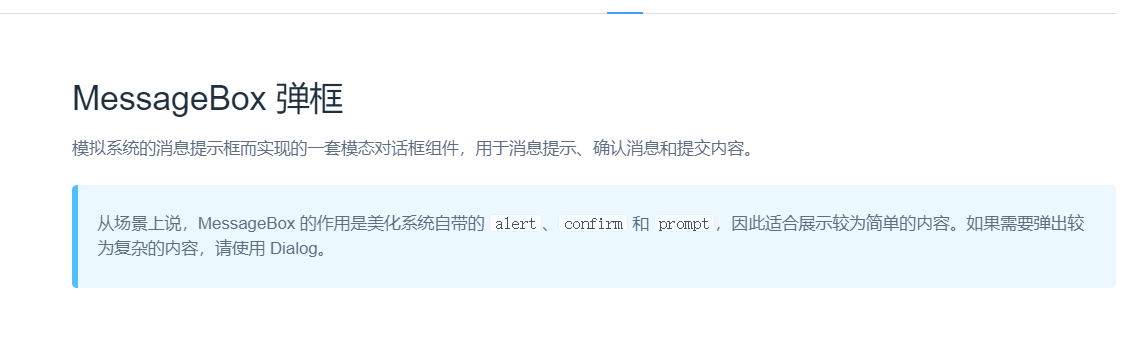 MessageBox 弹框
模拟系统的消息提示框而实现的一套模态对话框组件，用于消息提示、确认消息和提交内容。
从场景上说，MessageBox 的作用是美化系统自带的 alert、confirm 和 prompt，因此适合展示较为简单的内容。如果需要弹出较
为复杂的内容，请使用 Dialog。